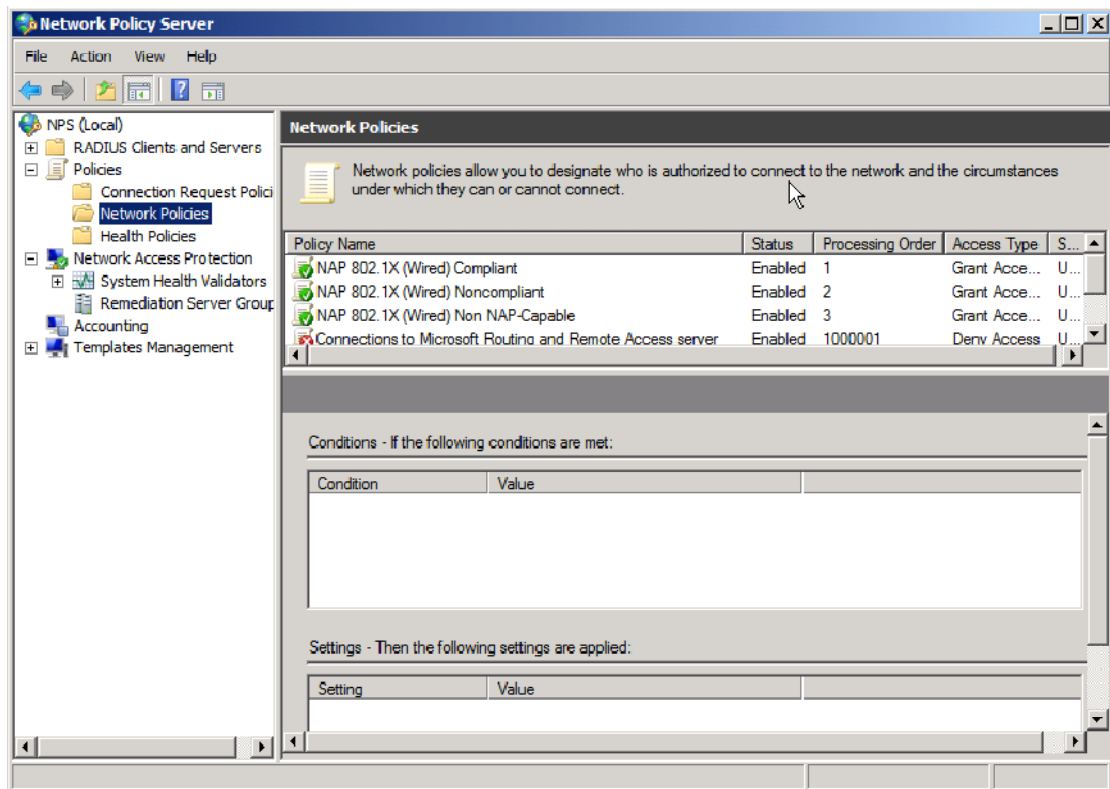 Network Policy Server
File Action View Help
NPS (Local)
RADIUS Clients and Servers
Policies
Connection Request Polici
Network Policies
Health Policies
Network Access Protection
System Health Validators
Remediation Server Group
Accounting
Templates Management
Network Policies
Network policies allow you to designate who is authorized to connect to the network and the circumstances
under which they can or cannot connect.
Policy Name Status Processing Order Access Type S...
NAP 802.1X (Wired) Compliant Enabled 1 Grant Acce... U...
NAP 802.1X (Wired) Noncompliant Enabled 2 Grant Acce... U...
NAP 802.1X (Wired) Non NAP-Capable Enabled 3 Grant Acce... U...
Connections to Microsoft Routing and Remote Access server Enabled 1000001 Deny Access U...
Conditions - If the following conditions are met:
Condition Value
Settings - Then the following settings are applied:
Setting Value